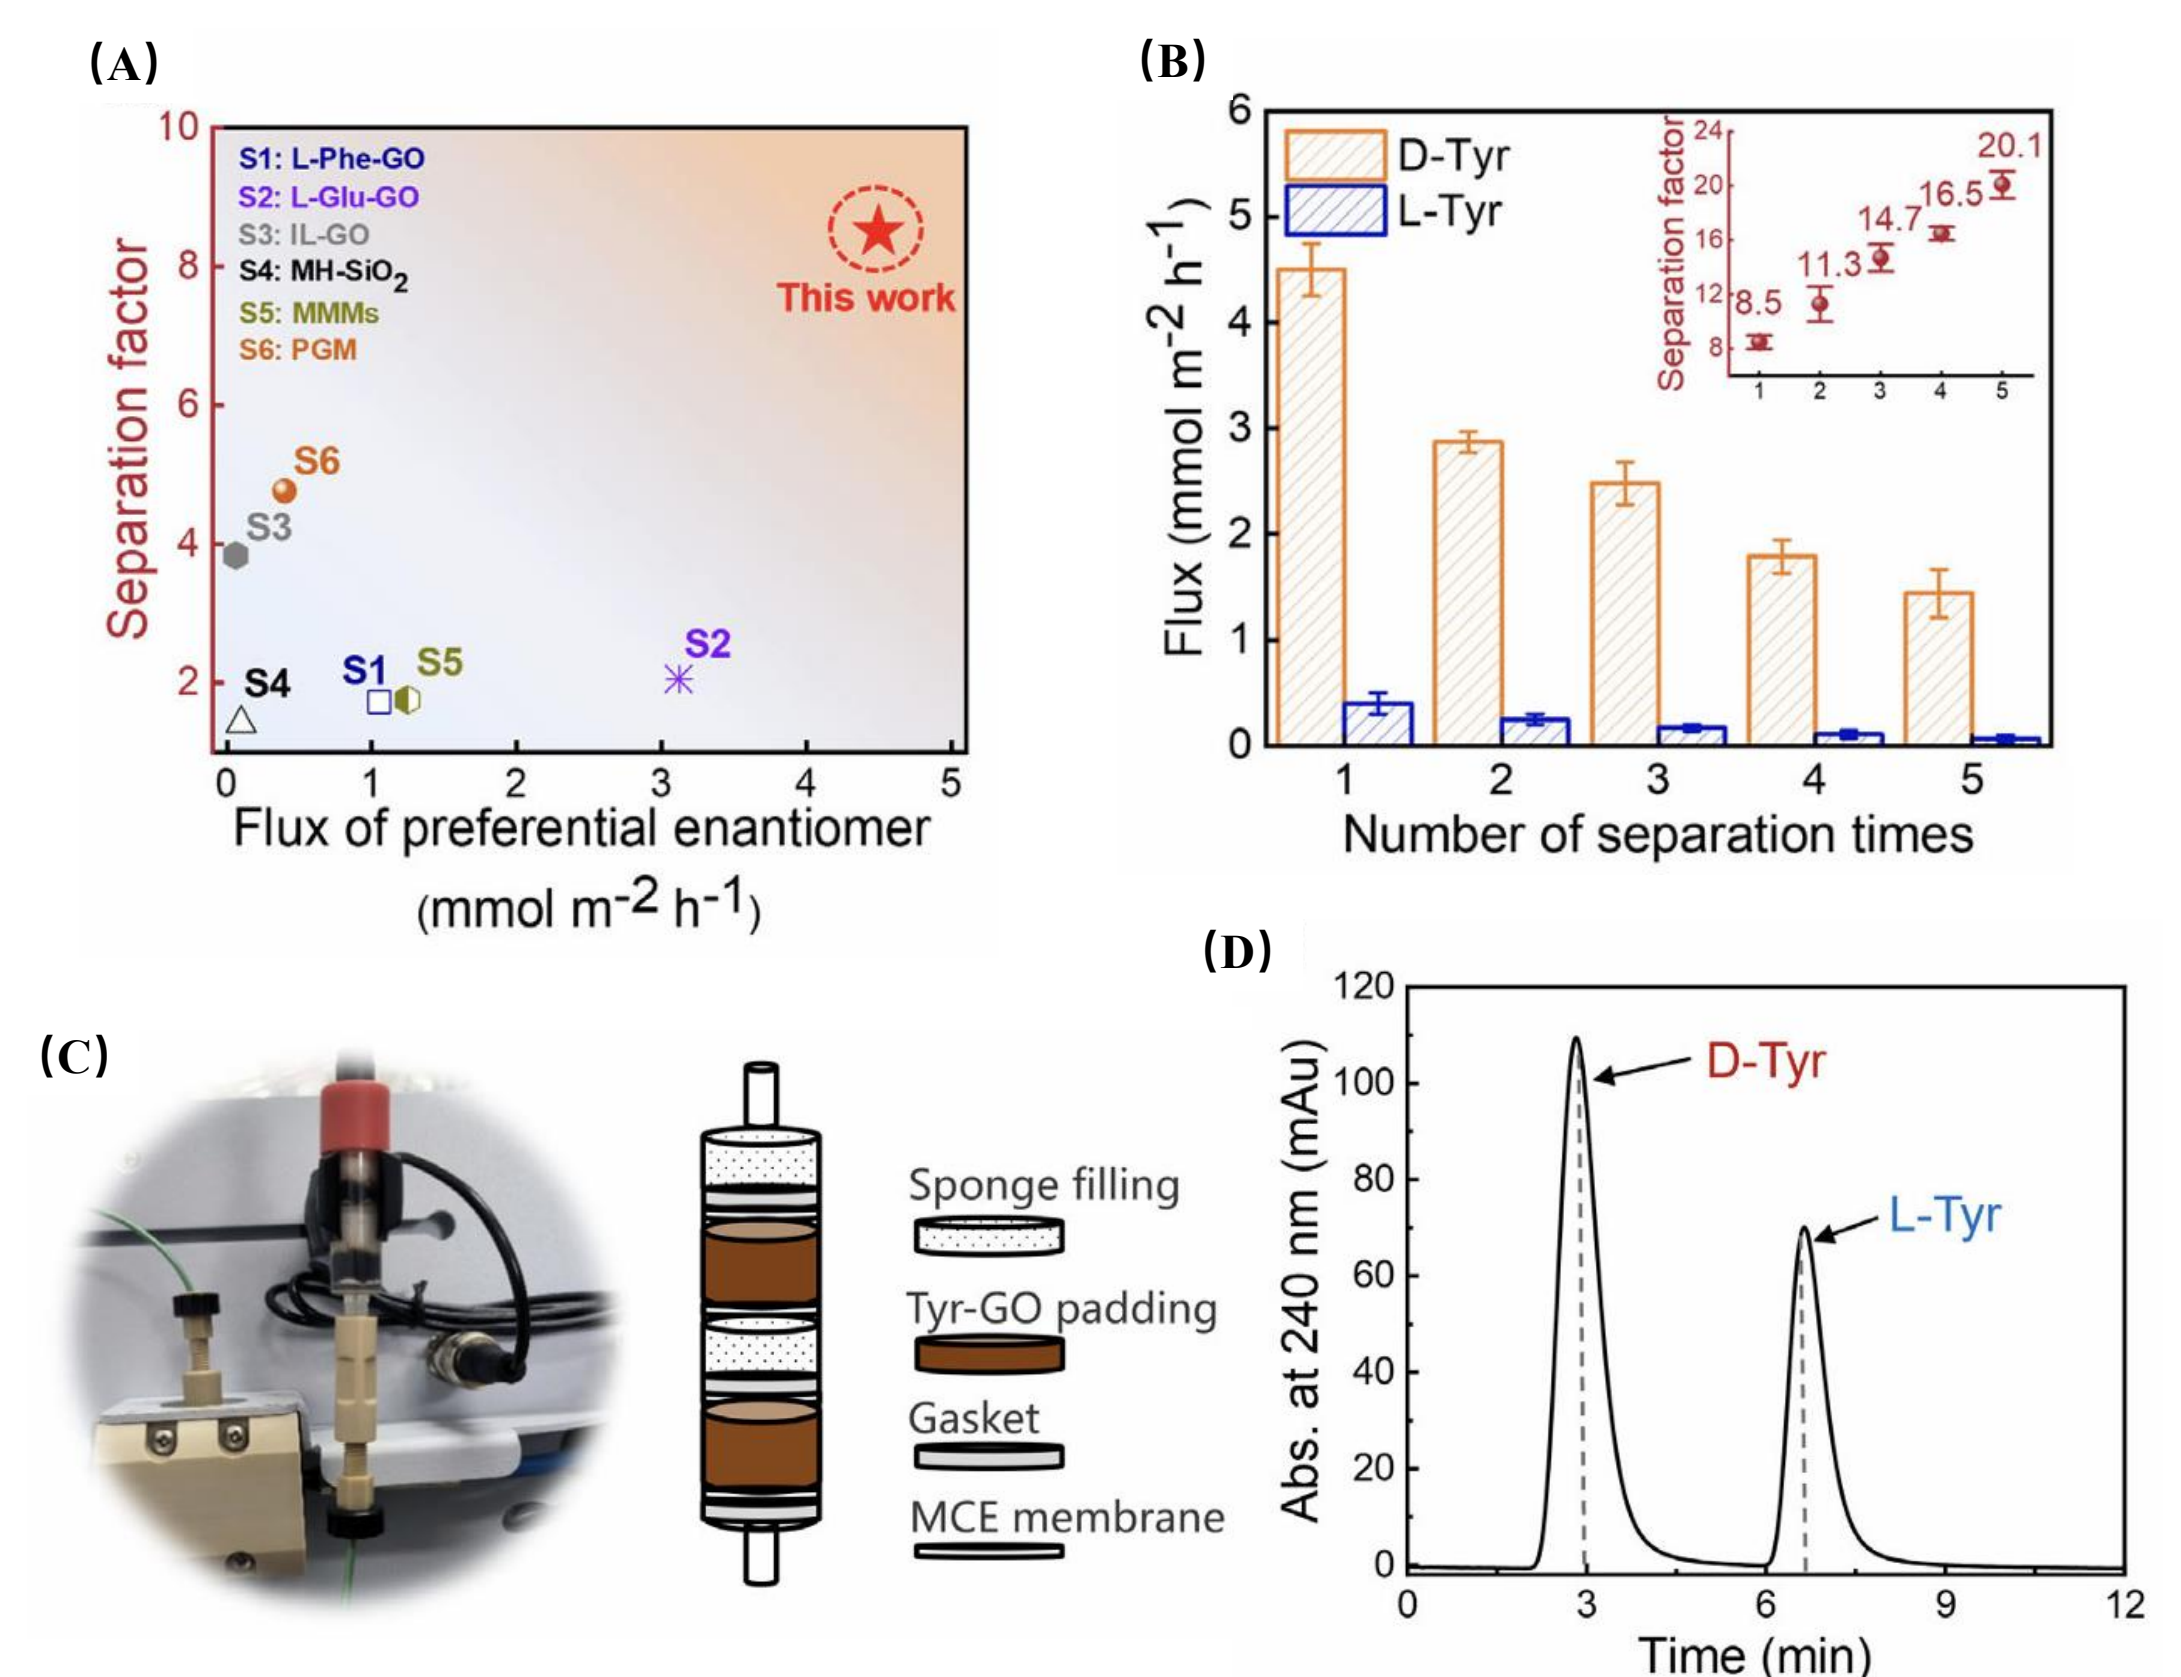 (A)
10
8
6
4
2
Separation factor
S1: L-Phe-GO
S2: L-Glu-GO
S3: IL-GO
S4: MH-SiO2
S5: MMMs
S6: PGM
This work
S6
S3
S4
S1
S5
S2
0 1 2 3 4 5
Flux of preferential enantiomer
(mmol m-2 h-1)
(B)
6
5
4
3
2
1
0
Flux (mmol m-2 h-1)
D-Tyr
L-Tyr
Separation factor
24
20
16
12
8
8.5
11.3
14.7
16.5
20.1
1 2 3 4 5
1 2 3 4 5
Number of separation times
(C)
Sponge filling
Tyr-GO padding
Gasket
MCE membrane
(D)
120
100
80
60
40
20
0
Abs. at 240 nm (mAu)
D-Tyr
L-Tyr
0 3 6 9 12
Time (min)